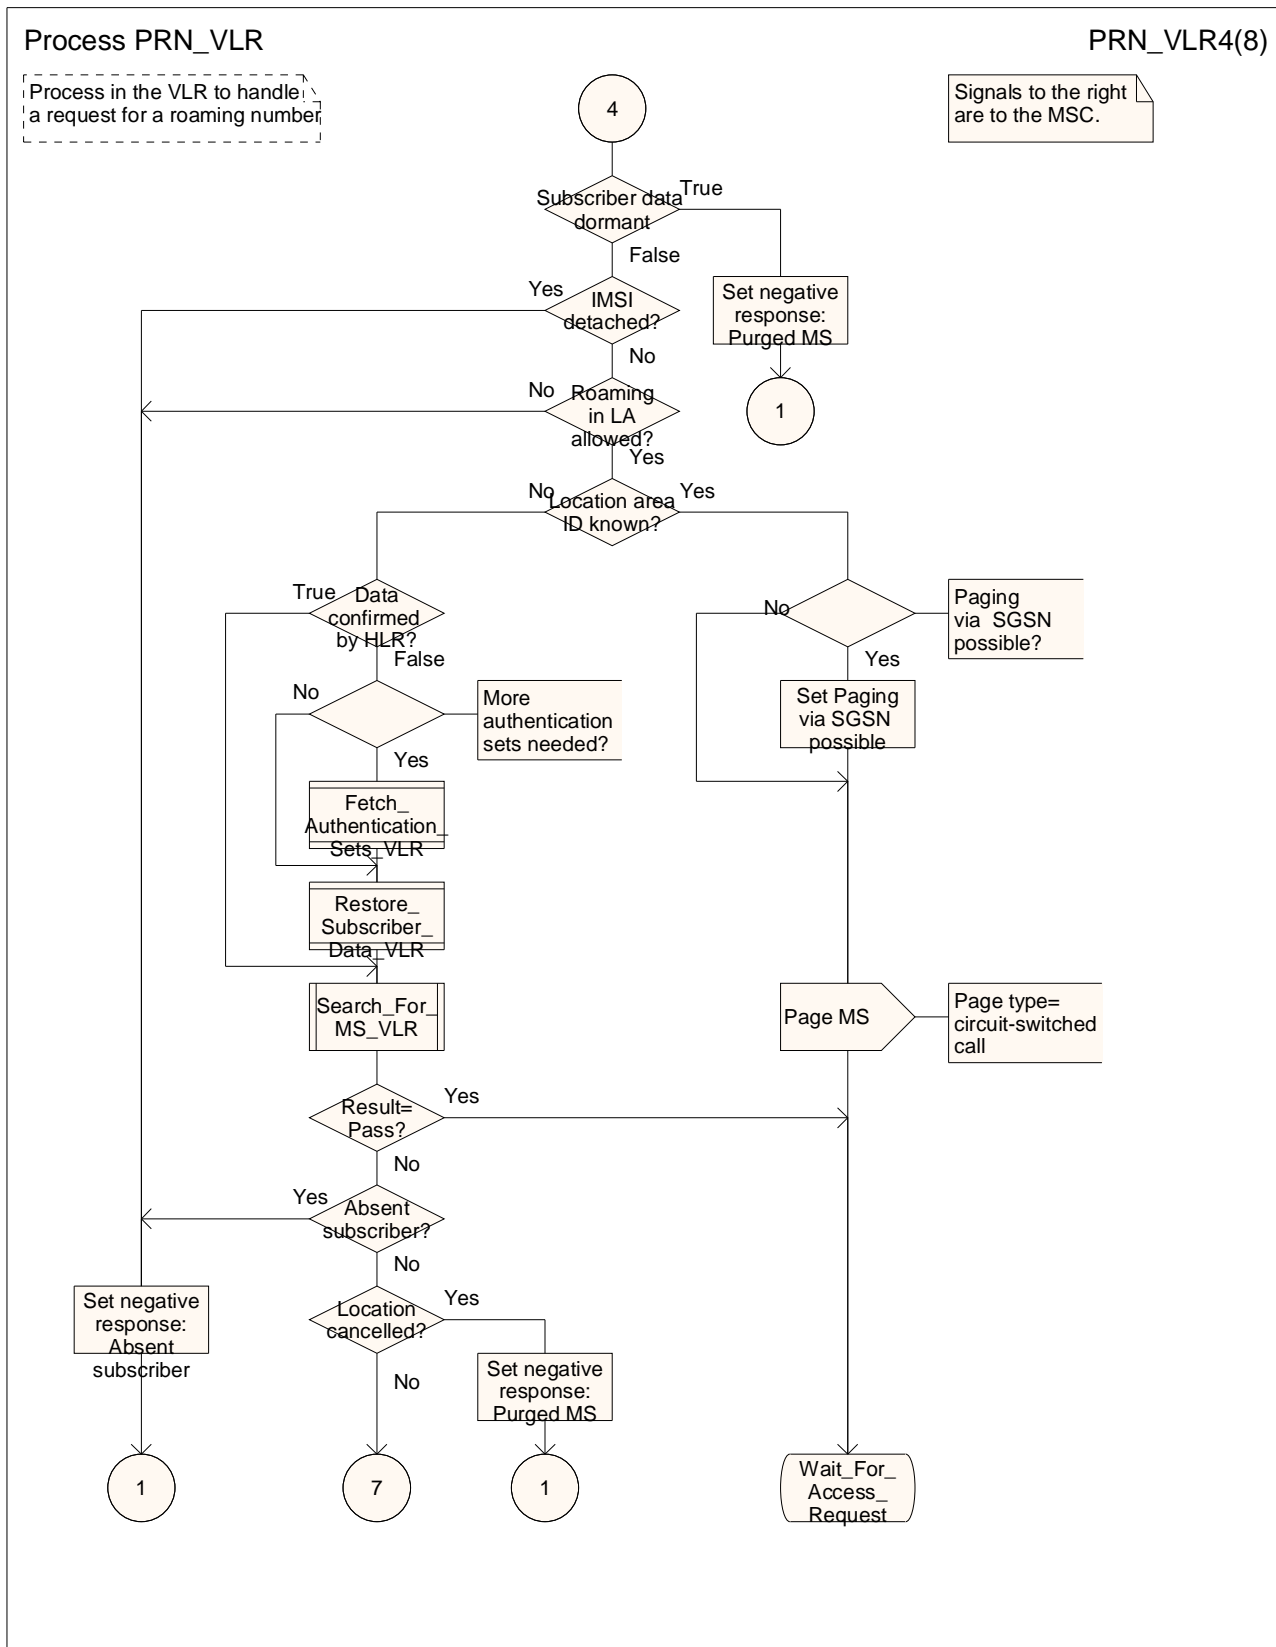 Process PRN_VLR
PRN_VLR4(8)
Process in the VLR to handle
a request for a roaming number
4
Signals to the right
are to the MSC.
Subscriber data
dormant
True
False
Yes
IMSI
detached?
Set negative
response:
Purged MS
No
No
Roaming
in LA
allowed?
1
Yes
No
Location area
ID known?
Yes
True
Data
confirmed
by HLR?
No
Paging
via  SGSN
possible?
False
Yes
No
More
authentication
sets needed?
Set Paging
via SGSN
possible
Yes
Fetch_
Authentication_
Sets_VLR
Restore_
Subscriber_
Data_VLR
Search_For_
MS_VLR
Page MS
Page type=
circuit-switched
call
Result=
Pass?
Yes
No
Yes
Absent
subscriber?
No
Set negative
response:
Absent
subscriber
Location
cancelled?
Yes
No
Set negative
response:
Purged MS
1
7
1
Wait_For_
Access_
Request